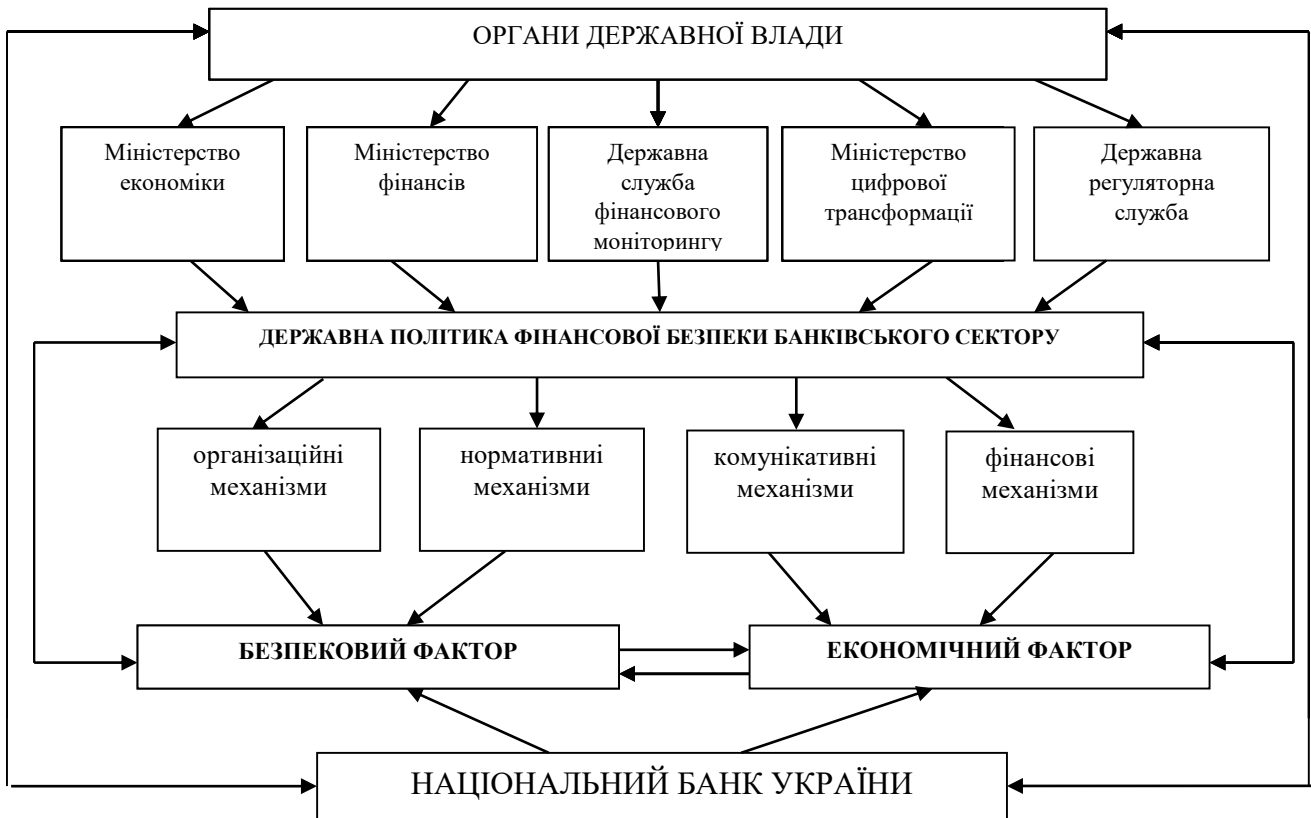 ОРГАНИ ДЕРЖАВНОЇ ВЛАДИ
Міністерство
економіки
Міністерство
фінансів
Державна
служба
фінансового
моніторингу
Міністерство
цифрової
трансформації
Державна
регуляторна
служба
ДЕРЖАВНА ПОЛІТИКА ФІНАНСОВОЇ БЕЗПЕКИ БАНКІВСЬКОГО СЕКТОРУ
організаційні
механізми
нормативниі
механізми
комунікативні
механізми
фінансові
механізми
БЕЗПЕКОВИЙ ФАКТОР
ЕКОНОМІЧНИЙ ФАКТОР
НАЦІОНАЛЬНИЙ БАНК УКРАЇНИ